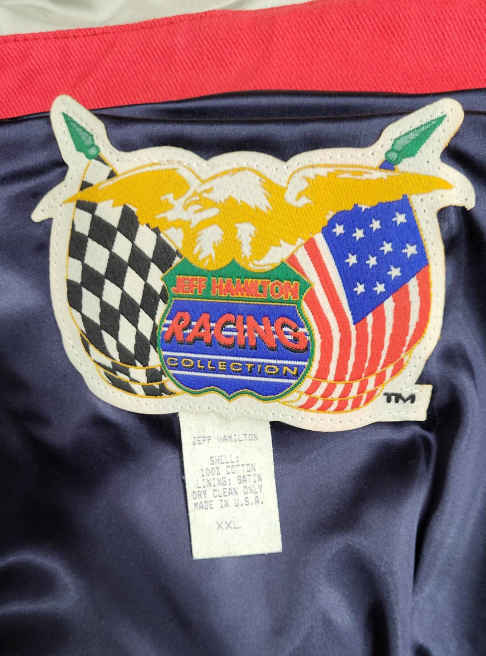 JEFF HAMILTON
RACING
COLLECTION
TM
JEFF HAMILTON
SHELL:
100% COTTON
LINING: SATIN
DRY CLEAN ONLY
MADE IN U.S.A.
XXL